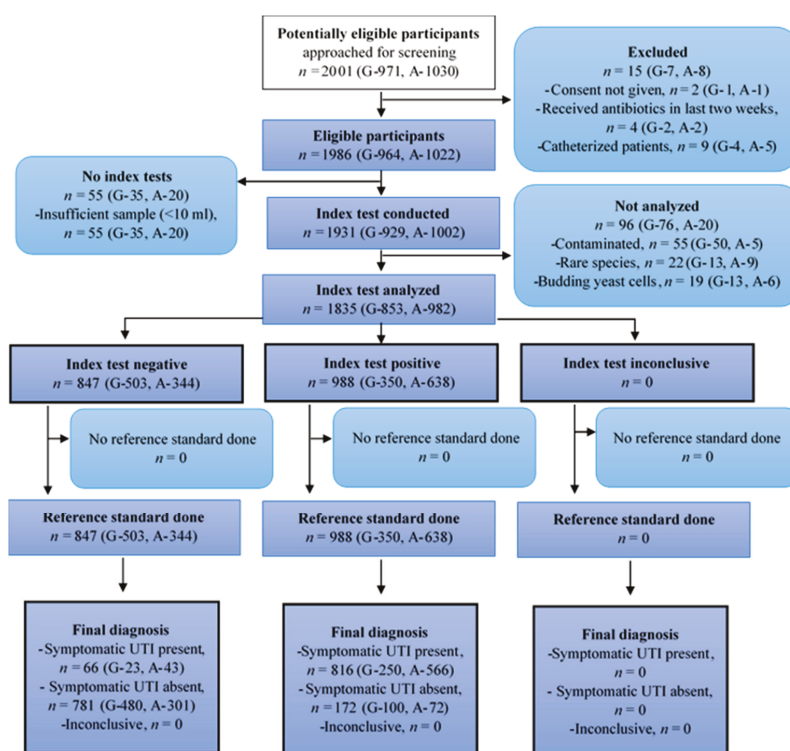 Potentially eligible participants
approached for screening
n = 2001 (G-971, A-1030)
Excluded
n = 15 (G-7, A-8)
-Consent not given, n = 2 (G-1, A-1)
-Received antibiotics in last two weeks,
n = 4 (G-2, A-2)
-Catheterized patients, n = 9 (G-4, A-5)
Eligible participants
n = 1986 (G-964, A-1022)
No index tests
n = 55 (G-35, A-20)
-Insufficient sample (<10 ml),
n = 55 (G-35, A-20)
Index test conducted
n = 1931 (G-929, A-1002)
Not analyzed
n = 96 (G-76, A-20)
-Contaminated, n = 55 (G-50, A-5)
-Rare species, n = 22 (G-13, A-9)
-Budding yeast cells, n = 19 (G-13, A-6)
Index test analyzed
n = 1835 (G-853, A-982)
Index test negative
n = 847 (G-503, A-344)
Index test positive
n = 988 (G-350, A-638)
Index test inconclusive
n = 0
No reference standard done
n = 0
No reference standard done
n = 0
No reference standard done
n = 0
Reference standard done
n = 847 (G-503, A-344)
Reference standard done
n = 988 (G-350, A-638)
Reference standard done
n = 0
Final diagnosis
-Symptomatic UTI present,
n = 66 (G-23, A-43)
- Symptomatic UTI absent,
n = 781 (G-480, A-301)
-Inconclusive, n = 0
Final diagnosis
-Symptomatic UTI present,
n = 816 (G-250, A-566)
-Symptomatic UTI absent,
n = 172 (G-100, A-72)
-Inconclusive, n = 0
Final diagnosis
-Symptomatic UTI present,
n = 0
- Symptomatic UTI absent,
n = 0
-Inconclusive, n = 0